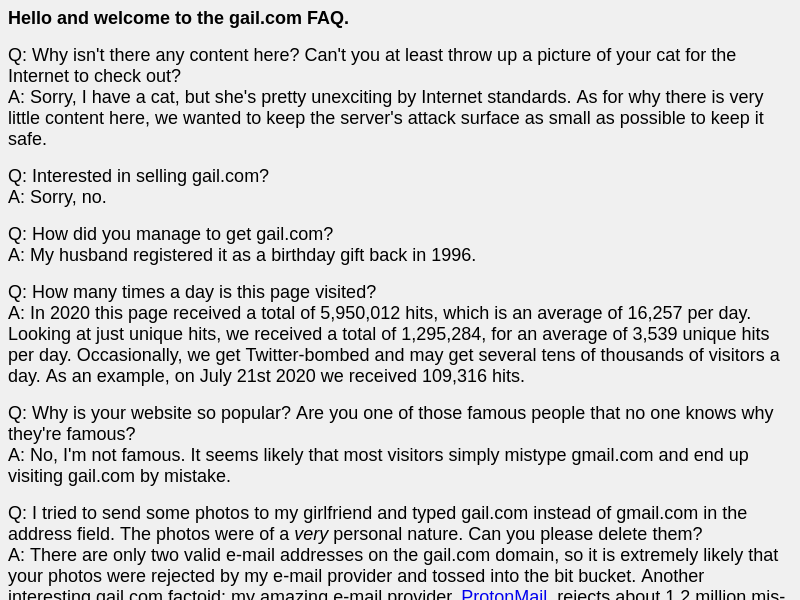 Hello and welcome to the gail.com FAQ.
Q: Why isn't there any content here? Can't you at least throw up a picture of your cat for the
Internet to check out?
A: Sorry, I have a cat, but she's pretty unexciting by Internet standards. As for why there is very
little content here, we wanted to keep the server's attack surface as small as possible to keep it
safe.
Q: Interested in selling gail.com?
A: Sorry, no.
Q: How did you manage to get gail.com?
A: My husband registered it as a birthday gift back in 1996.
Q: How many times a day is this page visited?
A: In 2020 this page received a total of 5,950,012 hits, which is an average of 16,257 per day.
Looking at just unique hits, we received a total of 1,295,284, for an average of 3,539 unique hits
per day. Occasionally, we get Twitter-bombed and may get several tens of thousands of visitors a
day. As an example, on July 21st 2020 we received 109,316 hits.
Q: Why is your website so popular? Are you one of those famous people that no one knows why
they're famous?
A: No, I'm not famous. It seems likely that most visitors simply mistype gmail.com and end up
visiting gail.com by mistake.
Q: I tried to send some photos to my girlfriend and typed gail.com instead of gmail.com in the
address field. The photos were of a very personal nature. Can you please delete them?
A: There are only two valid e-mail addresses on the gail.com domain, so it is extremely likely that
your photos were rejected by my e-mail provider and tossed into the bit bucket. Another
interesting gail.com factoid: my amazing e-mail provider, ProtonMail, rejects about 1.2 million mis-